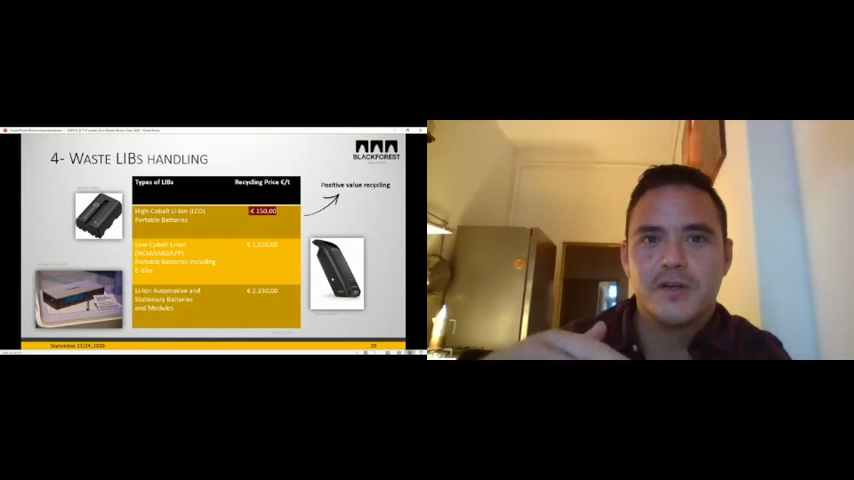 4- WASTE LIBS HANDLING
BLACKFOREST
Types of LIBs
Recycling Price €/t
Positive value recycling
High-Cobalt Li-Ion (LCO)
Portable Batteries
-€ 150,00
Low-Cobalt Li-Ion
(NCM/LMO/LFP)
Portable Batteries including
E-bike
€ 1.650,00
Li-Ion Automotive and
Stationary Batteries
and Modules
€ 2.150,00
September 23/24, 2020